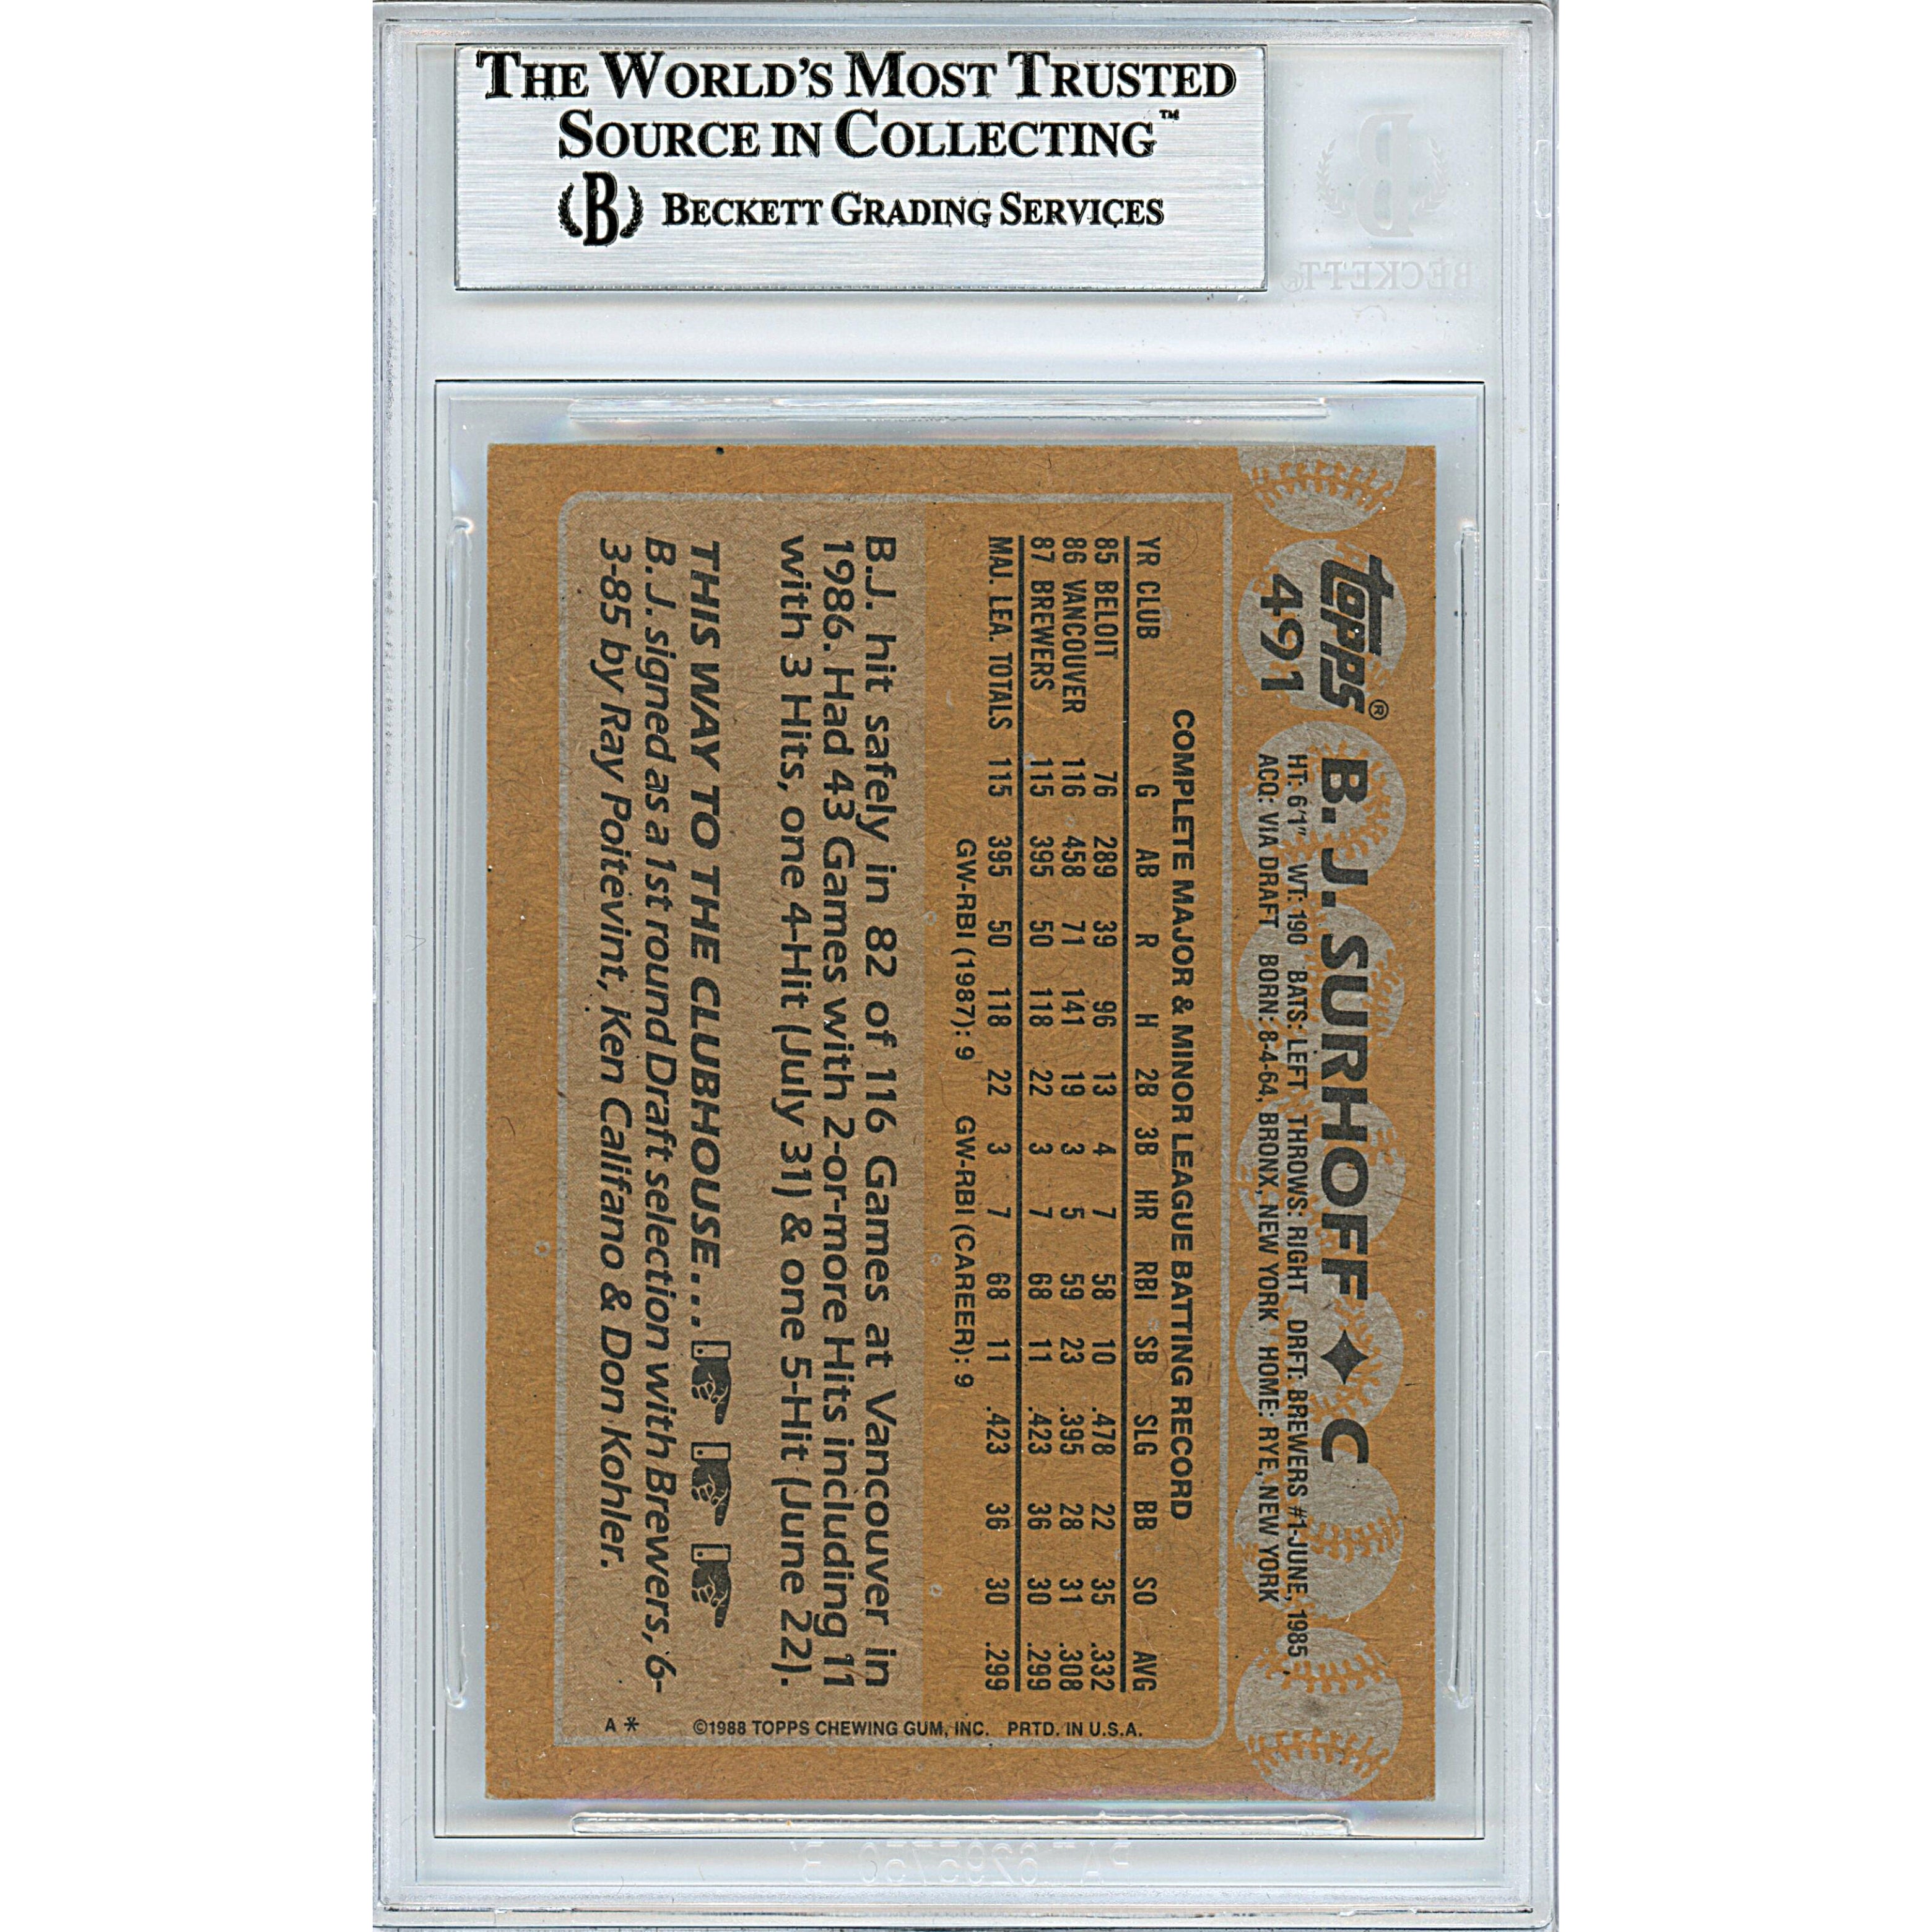 THE WORLD'S MOST TRUSTED
SOURCE IN COLLECTING™
B BECKETT GRADING SERVICES
B
BECKETT
topps®
491
B.J. SURHOFF ✦ C
HT: 6'1" WT: 190 BATS: LEFT THROWS: RIGHT DRFT: BREWERS #1-JUNE, 1985
ACQ: VIA DRAFT BORN: 8-4-64, BRONX, NEW YORK HOME: RYE, NEW YORK
COMPLETE MAJOR & MINOR LEAGUE BATTING RECORD
YR CLUB G AB R H 2B 3B HR RBI SB SLG BB SO AVG
85 BELOIT 76 289 39 96 13 4 7 58 10 .478 22 35 .332
86 VANCOUVER 116 458 71 141 19 3 5 59 23 .395 28 31 .308
87 BREWERS 115 395 50 118 22 3 7 68 11 .423 36 30 .299
MAJ. LEA. TOTALS 115 395 50 118 22 3 7 68 11 .423 36 30 .299
GW-RBI (1987): 9 GW-RBI (CAREER): 9
B.J. hit safely in 82 of 116 Games at Vancouver in
1986. Had 43 Games with 2-or-more Hits including 11
with 3 Hits, one 4-Hit (July 31) & one 5-Hit (June 22).
THIS WAY TO THE CLUBHOUSE...
B.J. signed as a 1st round Draft selection with Brewers, 6-
3-85 by Ray Poitevint, Ken Califano & Don Kohler.
©1988 TOPPS CHEWING GUM, INC. PRTD. IN U.S.A.
A *